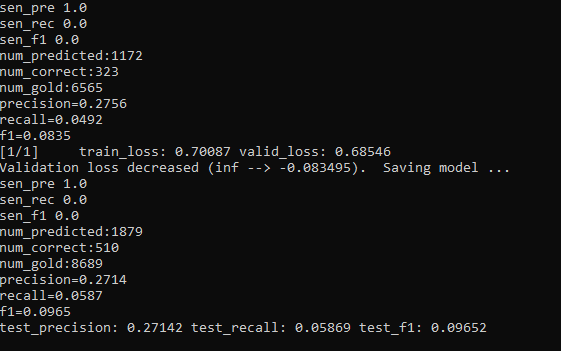 sen_pre 1.0
sen_rec 0.0
sen_f1 0.0
num_predicted:1172
num_correct:323
num_gold:6565
precision=0.2756
recall=0.0492
f1=0.0835
[1/1]     train_loss: 0.70087 valid_loss: 0.68546
Validation loss decreased (inf --> -0.083495).  Saving model ...
sen_pre 1.0
sen_rec 0.0
sen_f1 0.0
num_predicted:1879
num_correct:510
num_gold:8689
precision=0.2714
recall=0.0587
f1=0.0965
test_precision: 0.27142 test_recall: 0.05869 test_f1: 0.09652